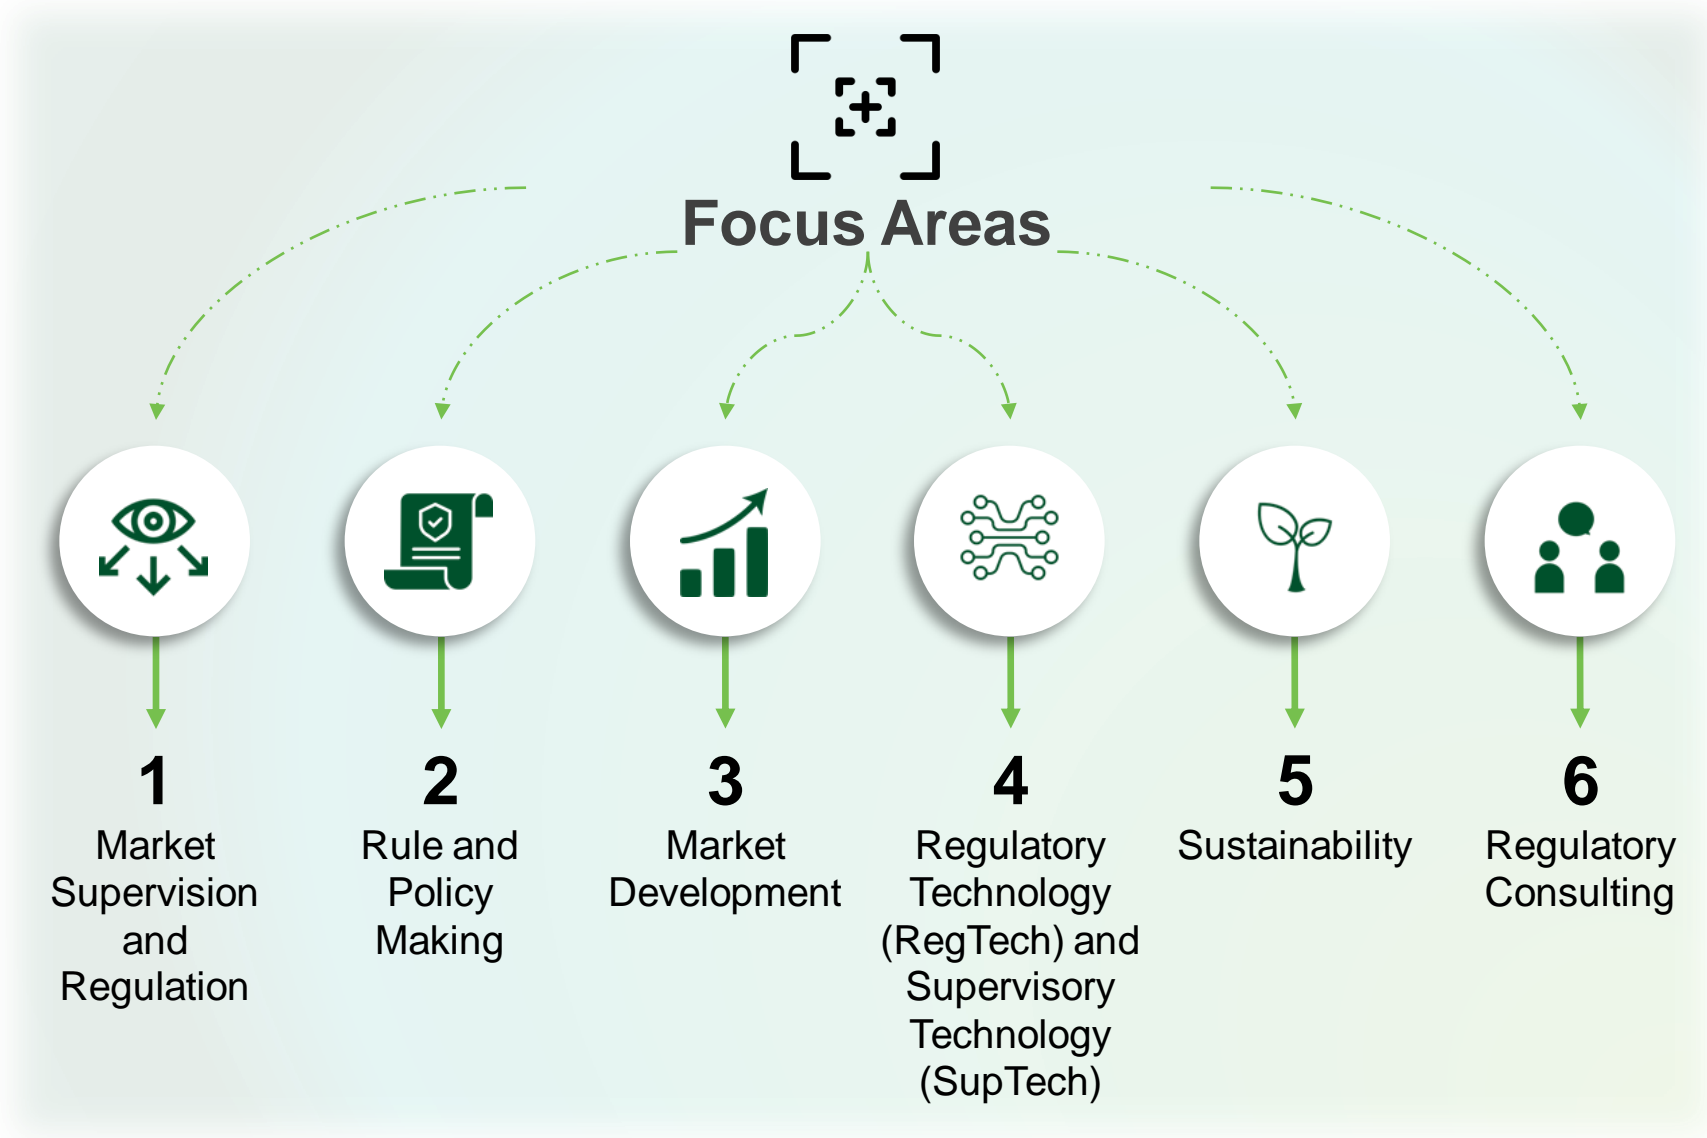 Focus Areas
1
Market
Supervision
and
Regulation
2
Rule and
Policy
Making
3
Market
Development
4
Regulatory
Technology
(RegTech) and
Supervisory
Technology
(SupTech)
5
Sustainability
6
Regulatory
Consulting